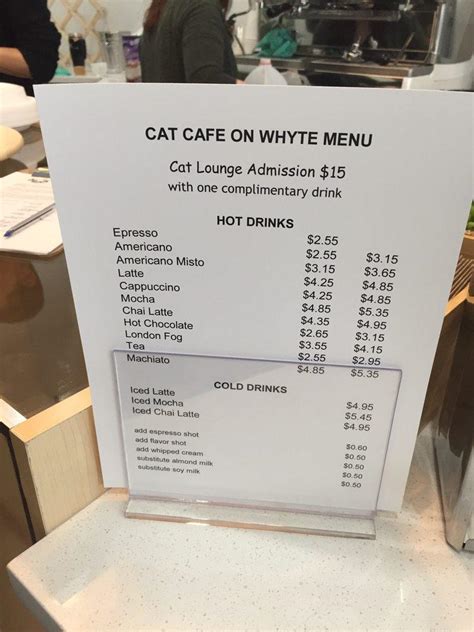 CAT CAFE ON WHYTE MENU
Cat Lounge Admission $15
with one complimentary drink
HOT DRINKS
Epresso $2.55
Americano $2.55 $3.15
Americano Misto $3.15 $3.65
Latte $4.25 $4.85
Cappuccino $4.25 $4.85
Mocha $4.85 $5.35
Chai Latte $4.35 $4.95
Hot Chocolate $2.65 $3.35
London Fog $3.55 $4.15
Tea $2.55 $2.95
Machiato $4.85 $5.35
COLD DRINKS
Iced Latte $4.95
Iced Mocha $5.45
Iced Chai Latte $4.95
add espresso shot $0.60
add flavor shot $0.50
add whipped cream $0.50
substitute almond milk $0.50
substitute soy milk $0.50